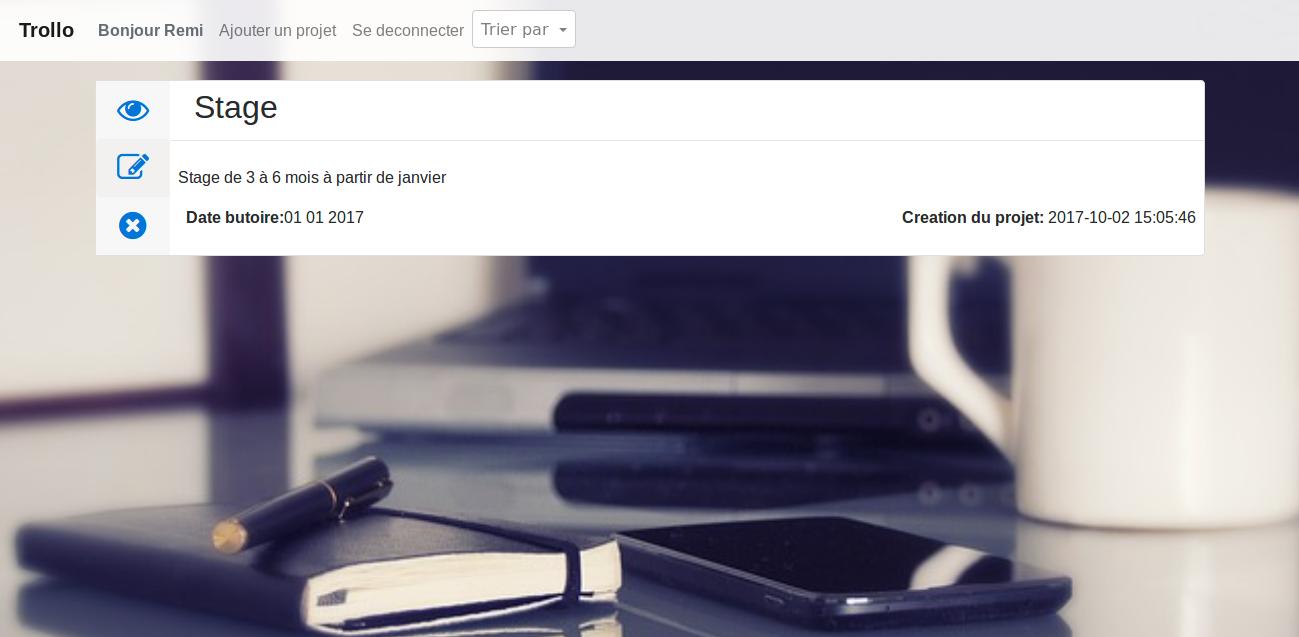 Trollo Bonjour Remi Ajouter un projet Se deconnecter Trier par
Stage
Stage de 3 à 6 mois à partir de janvier
Date butoire:01 01 2017 Creation du projet: 2017-10-02 15:05:46